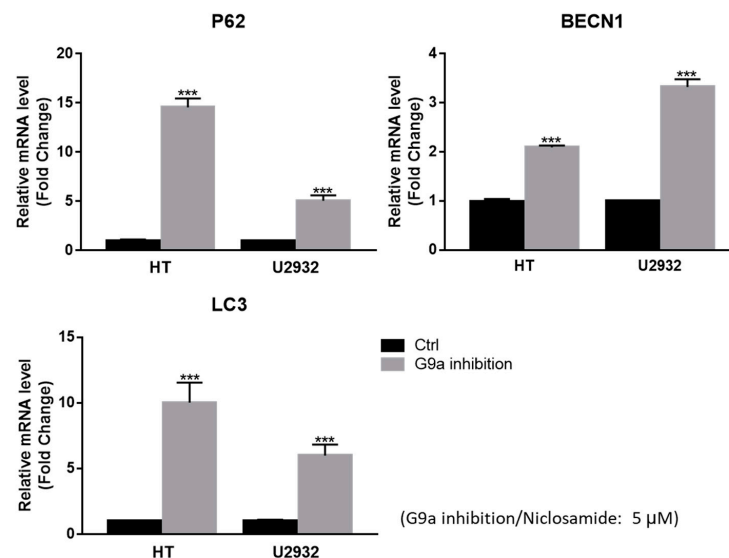 P62
Relative mRNA level
(Fold Change)
20
15
10
5
0
***
***
HT
U2932
BECN1
Relative mRNA level
(Fold Change)
4
3
2
1
0
***
***
HT
U2932
LC3
Relative mRNA level
(Fold Change)
15
10
5
0
***
***
HT
U2932
Ctrl
G9a inhibition
(G9a inhibition/Niclosamide: 5 μM)